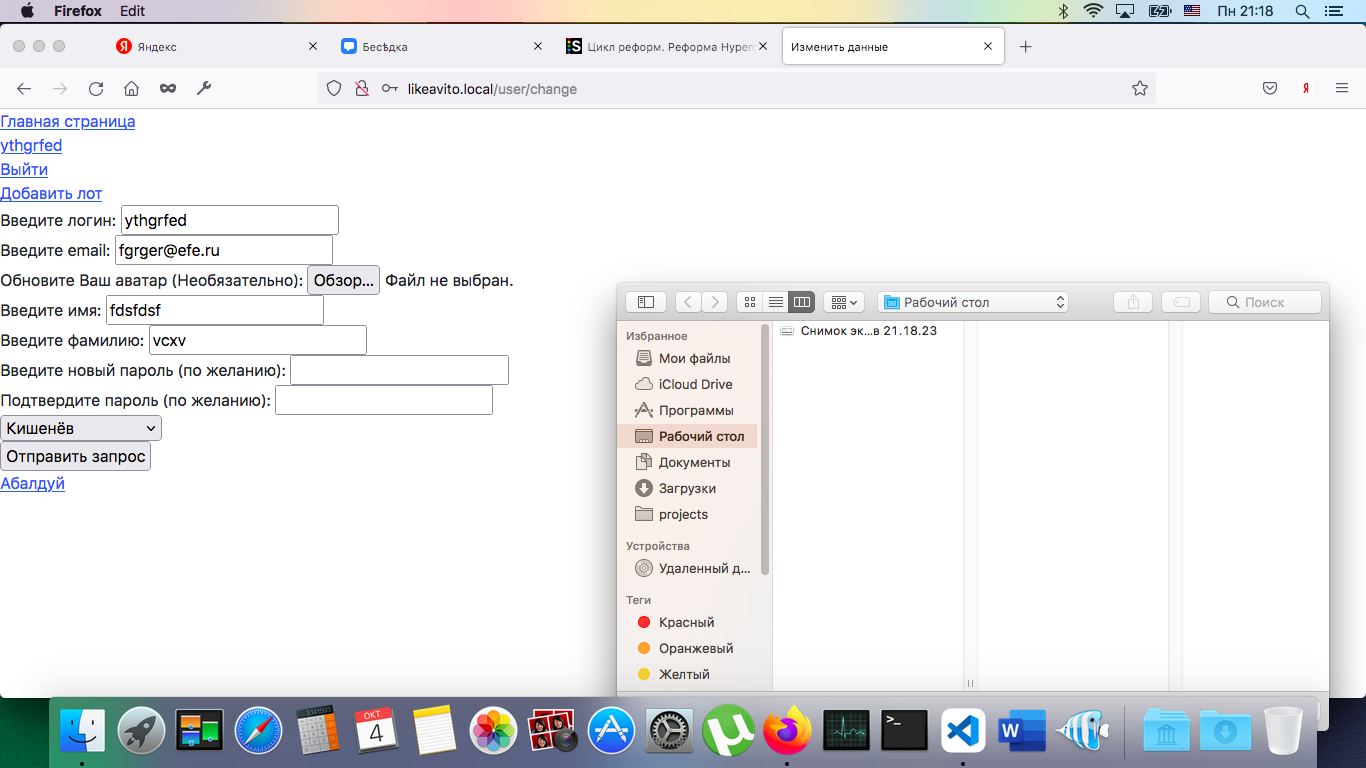 Firefox Edit Пн 21:18
Яндекс Бесѣдка Цикл реформ. Реформа Hyper Изменить данные
likeavito.local/user/change Я
Главная страница
ythgrfed
Выйти
Добавить лот
Введите логин: ythgrfed
Введите email: fgrger@efe.ru
Обновите Ваш аватар (Необязательно): Обзор... Файл не выбран.
Введите имя: fdsfdsf
Введите фамилию: vcxv
Введите новый пароль (по желанию):
Подтвердите пароль (по желанию):
Кишенёв
Отправить запрос
Абалдуй
Рабочий стол Поиск
Избранное
Мои файлы
iCloud Drive
Программы
Рабочий стол
Документы
Загрузки
projects
Устройства
Удаленный д...
Теги
Красный
Оранжевый
Желтый
Снимок эк...в 21.18.23
ОКТ.
4
W